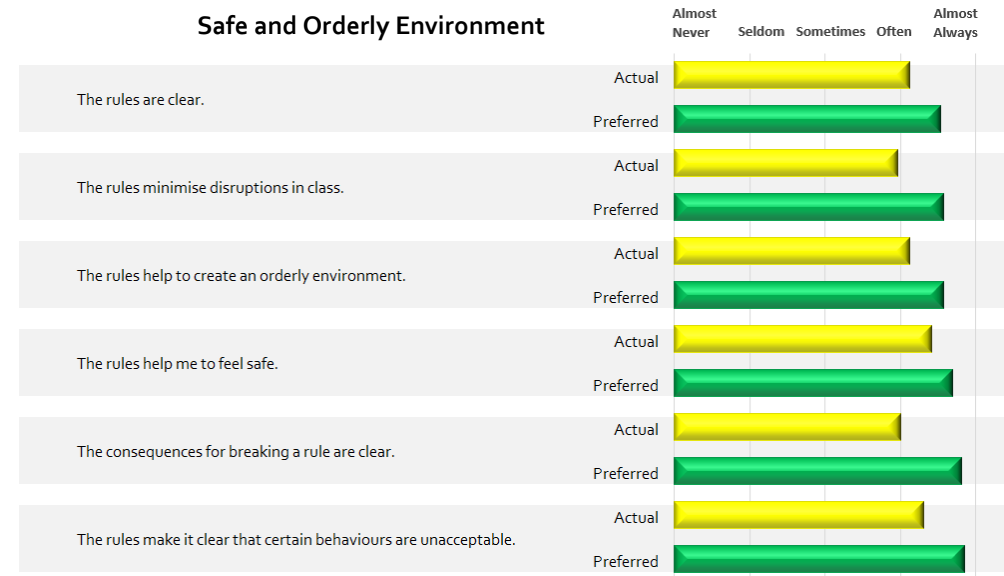 Safe and Orderly Environment
Almost Never Seldom Sometimes Often Almost Always
Actual
The rules are clear.
Preferred
Actual
The rules minimise disruptions in class.
Preferred
Actual
The rules help to create an orderly environment.
Preferred
Actual
The rules help me to feel safe.
Preferred
Actual
The consequences for breaking a rule are clear.
Preferred
Actual
The rules make it clear that certain behaviours are unacceptable.
Preferred